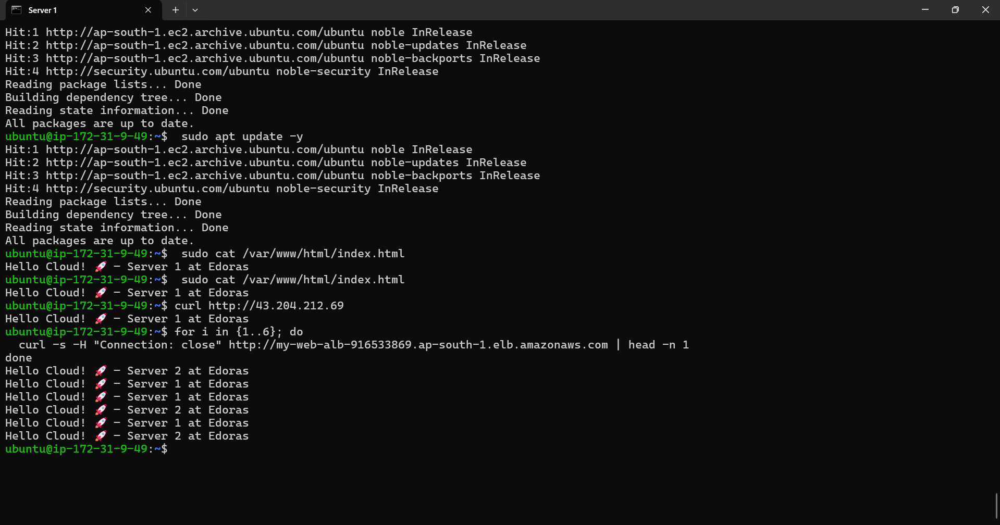 Server 1
Hit:1 http://ap-south-1.ec2.archive.ubuntu.com/ubuntu noble InRelease
Hit:2 http://ap-south-1.ec2.archive.ubuntu.com/ubuntu noble-updates InRelease
Hit:3 http://ap-south-1.ec2.archive.ubuntu.com/ubuntu noble-backports InRelease
Hit:4 http://security.ubuntu.com/ubuntu noble-security InRelease
Reading package lists... Done
Building dependency tree... Done
Reading state information... Done
All packages are up to date.
ubuntu@ip-172-31-9-49:~$  sudo apt update -y
Hit:1 http://ap-south-1.ec2.archive.ubuntu.com/ubuntu noble InRelease
Hit:2 http://ap-south-1.ec2.archive.ubuntu.com/ubuntu noble-updates InRelease
Hit:3 http://ap-south-1.ec2.archive.ubuntu.com/ubuntu noble-backports InRelease
Hit:4 http://security.ubuntu.com/ubuntu noble-security InRelease
Reading package lists... Done
Building dependency tree... Done
Reading state information... Done
All packages are up to date.
ubuntu@ip-172-31-9-49:~$  sudo cat /var/www/html/index.html
Hello Cloud! 🚀 – Server 1 at Edoras
ubuntu@ip-172-31-9-49:~$  sudo cat /var/www/html/index.html
Hello Cloud! 🚀 – Server 1 at Edoras
ubuntu@ip-172-31-9-49:~$ curl http://43.204.212.69
Hello Cloud! 🚀 – Server 1 at Edoras
ubuntu@ip-172-31-9-49:~$ for i in {1..6}; do
  curl -s -H "Connection: close" http://my-web-alb-916533869.ap-south-1.elb.amazonaws.com | head -n 1
done
Hello Cloud! 🚀 – Server 2 at Edoras
Hello Cloud! 🚀 – Server 1 at Edoras
Hello Cloud! 🚀 – Server 1 at Edoras
Hello Cloud! 🚀 – Server 2 at Edoras
Hello Cloud! 🚀 – Server 1 at Edoras
Hello Cloud! 🚀 – Server 2 at Edoras
ubuntu@ip-172-31-9-49:~$